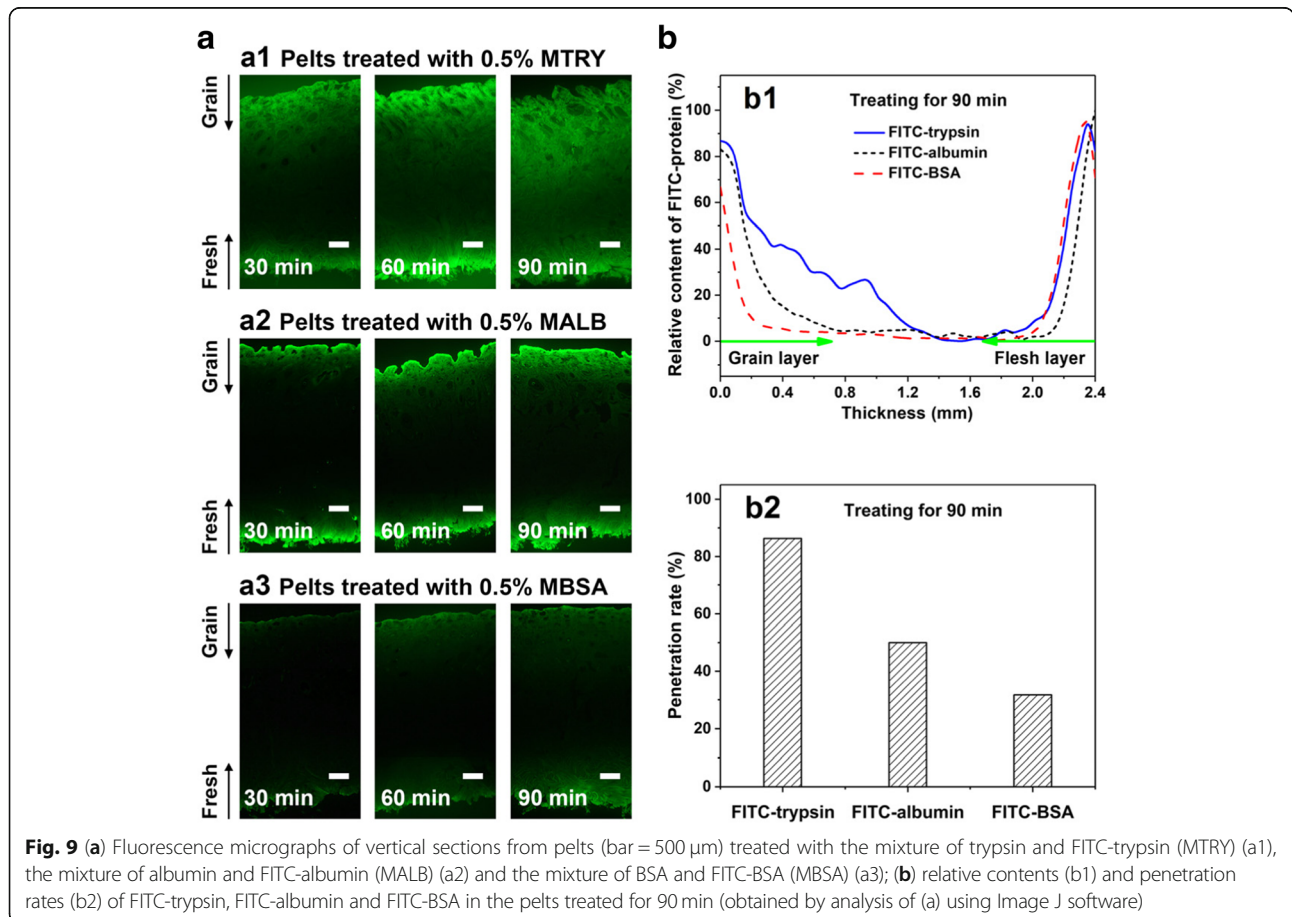 a
a1 Pelts treated with 0.5% MTRY
Grain
Fresh
30 min
60 min
90 min
a2 Pelts treated with 0.5% MALB
Grain
Fresh
30 min
60 min
90 min
a3 Pelts treated with 0.5% MBSA
Grain
Fresh
30 min
60 min
90 min
b
b1
Treating for 90 min
FITC-trypsin
FITC-albumin
FITC-BSA
Relative content of FITC-protein (%)
100
80
60
40
20
0
Grain layer
Flesh layer
0.0 0.4 0.8 1.2 1.6 2.0 2.4
Thickness (mm)
b2
Treating for 90 min
Penetration rate (%)
100
80
60
40
20
0
FITC-trypsin FITC-albumin FITC-BSA
Fig. 9 (a) Fluorescence micrographs of vertical sections from pelts (bar = 500 μm) treated with the mixture of trypsin and FITC-trypsin (MTRY) (a1),
the mixture of albumin and FITC-albumin (MALB) (a2) and the mixture of BSA and FITC-BSA (MBSA) (a3); (b) relative contents (b1) and penetration
rates (b2) of FITC-trypsin, FITC-albumin and FITC-BSA in the pelts treated for 90 min (obtained by analysis of (a) using Image J software)